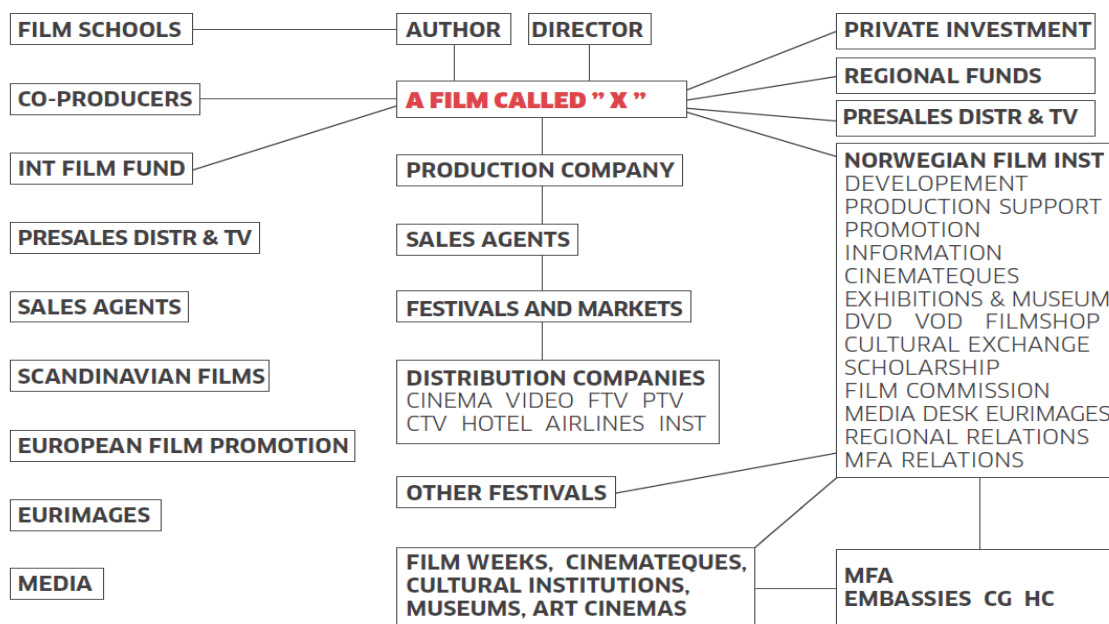 FILM SCHOOLS
CO-PRODUCERS
INT FILM FUND
PRESALES DISTR & TV
SALES AGENTS
SCANDINAVIAN FILMS
EUROPEAN FILM PROMOTION
EURIMAGES
MEDIA
AUTHOR
DIRECTOR
A FILM CALLED ” X ”
PRODUCTION COMPANY
SALES AGENTS
FESTIVALS AND MARKETS
DISTRIBUTION COMPANIES
CINEMA VIDEO FTV PTV
CTV HOTEL AIRLINES INST
OTHER FESTIVALS
FILM WEEKS, CINEMATEQUES,
CULTURAL INSTITUTIONS,
MUSEUMS, ART CINEMAS
PRIVATE INVESTMENT
REGIONAL FUNDS
PRESALES DISTR & TV
NORWEGIAN FILM INST
DEVELOPEMENT
PRODUCTION SUPPORT
PROMOTION
INFORMATION
CINEMATEQUES
EXHIBITIONS & MUSEUM
DVD VOD FILMSHOP
CULTURAL EXCHANGE
SCHOLARSHIP
FILM COMMISSION
MEDIA DESK EURIMAGES
REGIONAL RELATIONS
MFA RELATIONS
MFA
EMBASSIES CG HC